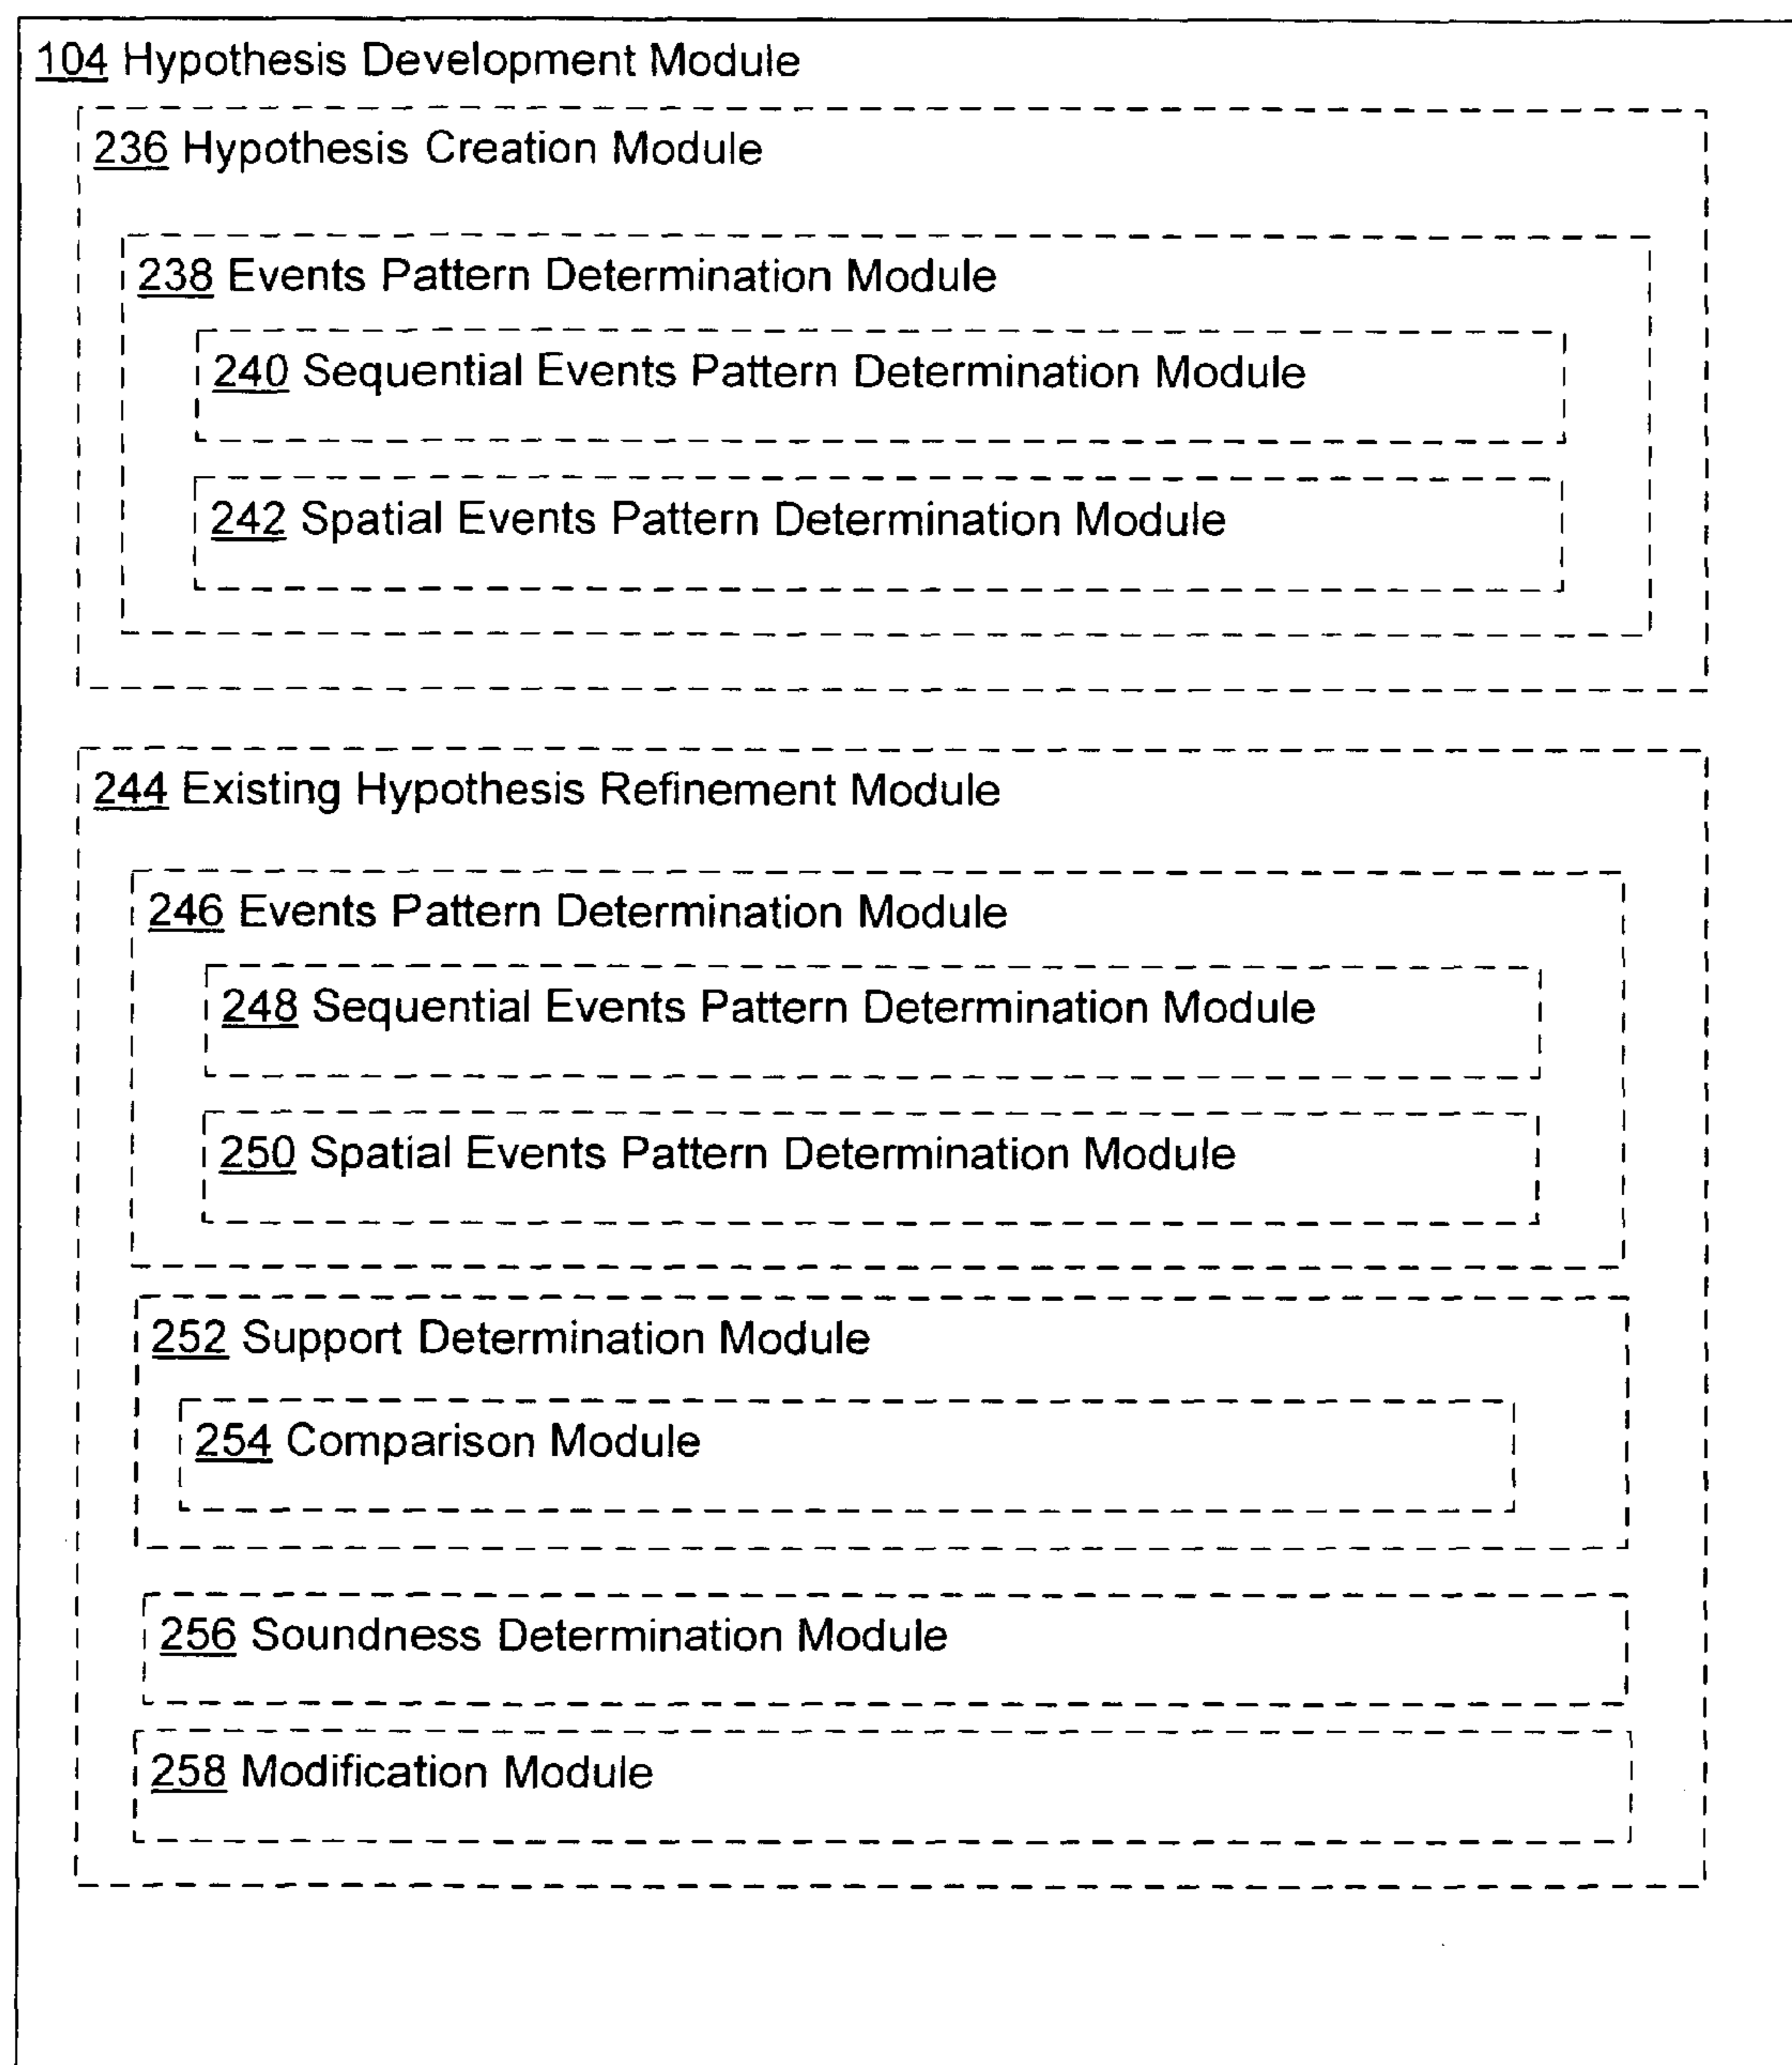 104 Hypothesis Development Module
236 Hypothesis Creation Module
238 Events Pattern Determination Module
240 Sequential Events Pattern Determination Module
242 Spatial Events Pattern Determination Module
244 Existing Hypothesis Refinement Module
246 Events Pattern Determination Module
248 Sequential Events Pattern Determination Module
250 Spatial Events Pattern Determination Module
252 Support Determination Module
254 Comparison Module
256 Soundness Determination Module
258 Modification Module